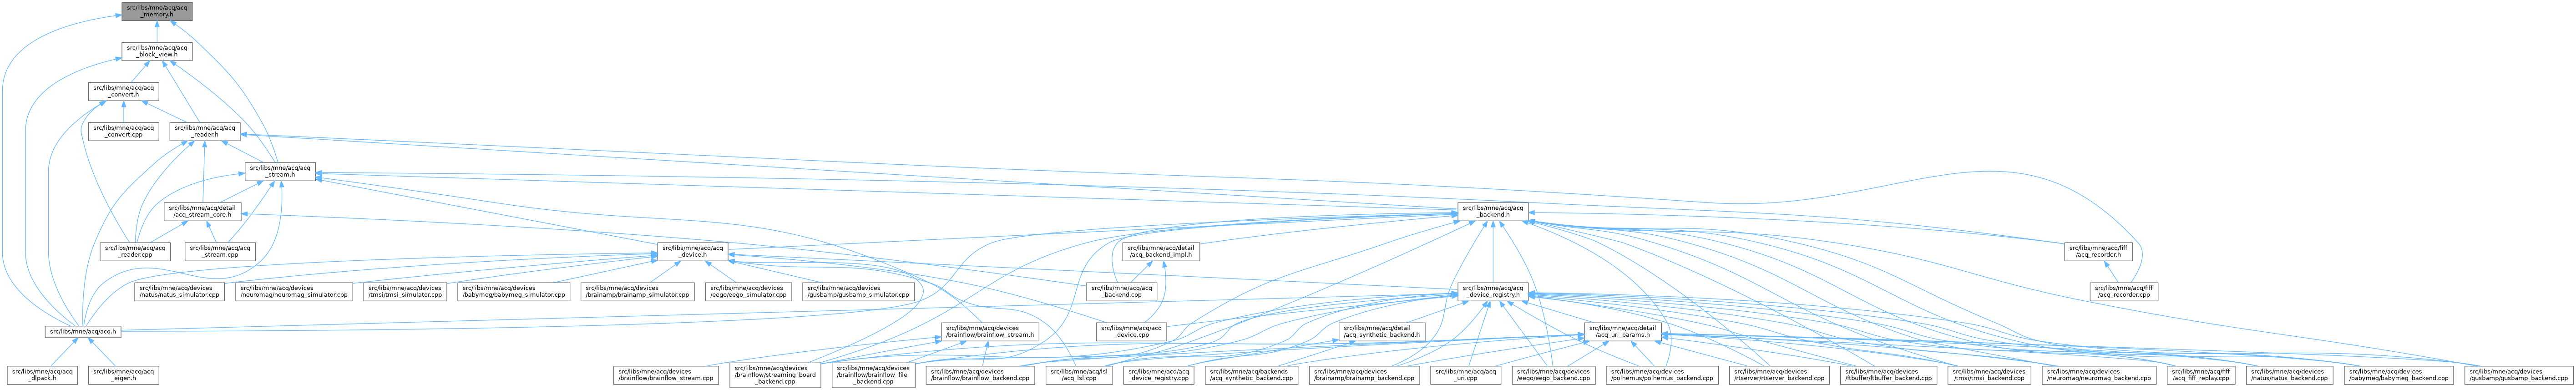 src/libs/mne/acq/acq
_memory.h
src/libs/mne/acq/acq
_block_view.h
src/libs/mne/acq/acq
_convert.h
src/libs/mne/acq/acq
_convert.cpp
src/libs/mne/acq/acq
_reader.h
src/libs/mne/acq/acq
_stream.h
src/libs/mne/acq/detail
/acq_stream_core.h
src/libs/mne/acq/acq
_backend.h
src/libs/mne/acq/acq
_reader.cpp
src/libs/mne/acq/acq
_stream.cpp
src/libs/mne/acq/acq
_device.h
src/libs/mne/acq/detail
/acq_backend_impl.h
src/libs/mne/acq/fiff
/acq_recorder.h
src/libs/mne/acq/devices
/natus/natus_simulator.cpp
src/libs/mne/acq/devices
/neuromag/neuromag_simulator.cpp
src/libs/mne/acq/devices
/tmsi/tmsi_simulator.cpp
src/libs/mne/acq/devices
/babymeg/babymeg_simulator.cpp
src/libs/mne/acq/devices
/brainamp/brainamp_simulator.cpp
src/libs/mne/acq/devices
/eego/eego_simulator.cpp
src/libs/mne/acq/devices
/gusbamp/gusbamp_simulator.cpp
src/libs/mne/acq/acq
_backend.cpp
src/libs/mne/acq/acq
_device_registry.h
src/libs/mne/acq/fiff
/acq_recorder.cpp
src/libs/mne/acq/acq.h
src/libs/mne/acq/devices
/brainflow/brainflow_stream.h
src/libs/mne/acq/acq
_device.cpp
src/libs/mne/acq/detail
/acq_synthetic_backend.h
src/libs/mne/acq/detail
/acq_uri_params.h
src/libs/mne/acq/acq
_dlpack.h
src/libs/mne/acq/acq
_eigen.h
src/libs/mne/acq/devices
/brainflow/brainflow_stream.cpp
src/libs/mne/acq/devices
/brainflow/streaming_board
_backend.cpp
src/libs/mne/acq/devices
/brainflow/brainflow_file
_backend.cpp
src/libs/mne/acq/devices
/brainflow/brainflow_backend.cpp
src/libs/mne/acq/lsl
/acq_lsl.cpp
src/libs/mne/acq/acq
_device_registry.cpp
src/libs/mne/acq/backends
/acq_synthetic_backend.cpp
src/libs/mne/acq/devices
/brainamp/brainamp_backend.cpp
src/libs/mne/acq/acq
_uri.cpp
src/libs/mne/acq/devices
/eego/eego_backend.cpp
src/libs/mne/acq/devices
/polhemus/polhemus_backend.cpp
src/libs/mne/acq/devices
/rtserver/rtserver_backend.cpp
src/libs/mne/acq/devices
/ftbuffer/ftbuffer_backend.cpp
src/libs/mne/acq/devices
/tmsi/tmsi_backend.cpp
src/libs/mne/acq/devices
/neuromag/neuromag_backend.cpp
src/libs/mne/acq/fiff
/acq_fiff_replay.cpp
src/libs/mne/acq/devices
/natus/natus_backend.cpp
src/libs/mne/acq/devices
/babymeg/babymeg_backend.cpp
src/libs/mne/acq/devices
/gusbamp/gusbamp_backend.cpp